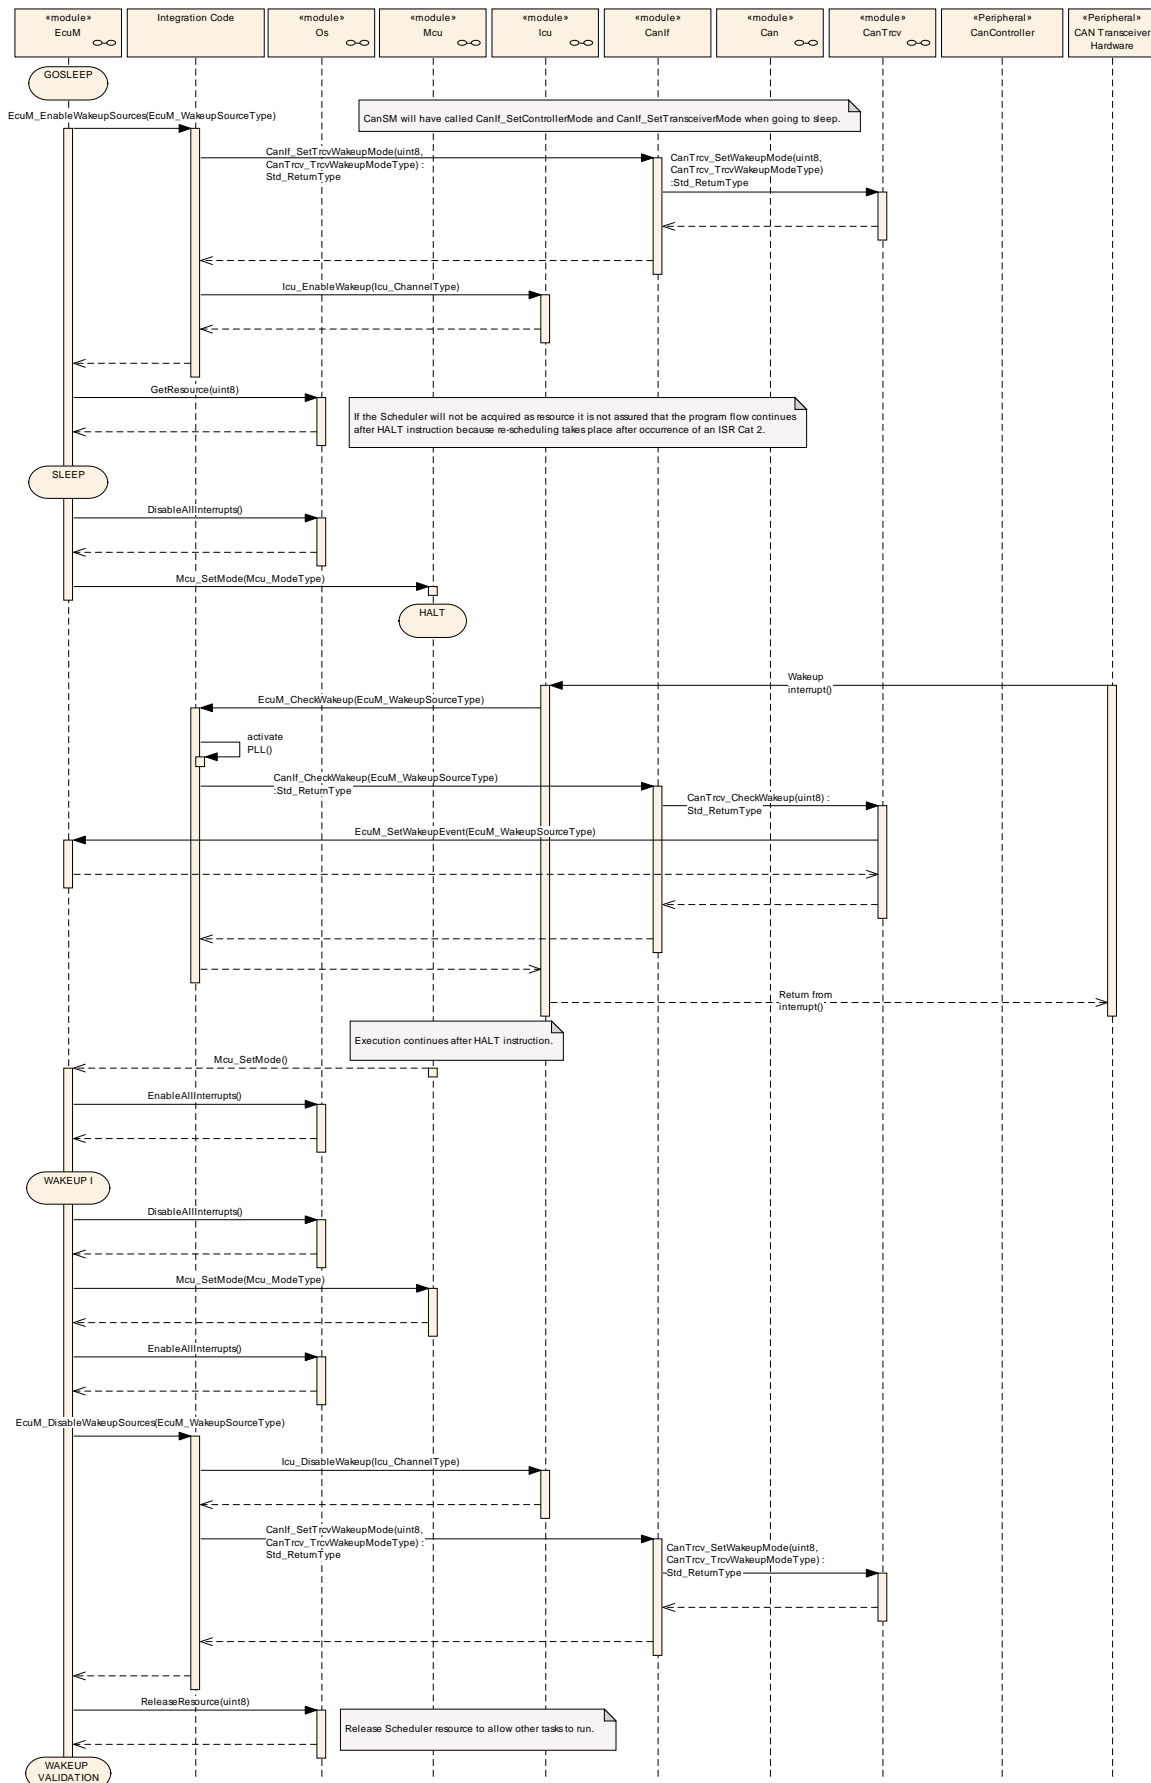 «module»
EcuM
Integration Code
«module»
Os
«module»
Mcu
«module»
Icu
«module»
CanIf
«module»
Can
«module»
CanTrcv
«Peripheral»
CanController
«Peripheral»
CAN Transceiver
Hardware
GOSLEEP
EcuM_EnableWakeupSources(EcuM_WakeupSourceType)
CanSM will have called CanIf_SetControllerMode and CanIf_SetTransceiverMode when going to sleep.
CanIf_SetTrcvWakeupMode(uint8,
CanTrcv_TrcvWakeupModeType) :
Std_ReturnType
CanTrcv_SetWakeupMode(uint8,
CanTrcv_TrcvWakeupModeType)
:Std_ReturnType
Icu_EnableWakeup(Icu_ChannelType)
GetResource(uint8)
If the Scheduler will not be acquired as resource it is not assured that the program flow continues
after HALT instruction because re-scheduling takes place after occurrence of an ISR Cat 2.
SLEEP
DisableAllInterrupts()
Mcu_SetMode(Mcu_ModeType)
HALT
Wakeup
interrupt()
EcuM_CheckWakeup(EcuM_WakeupSourceType)
activate
PLL()
CanIf_CheckWakeup(EcuM_WakeupSourceType)
:Std_ReturnType
CanTrcv_CheckWakeup(uint8) :
Std_ReturnType
EcuM_SetWakeupEvent(EcuM_WakeupSourceType)
Return from
interrupt()
Execution continues after HALT instruction.
Mcu_SetMode()
EnableAllInterrupts()
WAKEUP I
DisableAllInterrupts()
Mcu_SetMode(Mcu_ModeType)
EnableAllInterrupts()
EcuM_DisableWakeupSources(EcuM_WakeupSourceType)
Icu_DisableWakeup(Icu_ChannelType)
CanIf_SetTrcvWakeupMode(uint8,
CanTrcv_TrcvWakeupModeType) :
Std_ReturnType
CanTrcv_SetWakeupMode(uint8,
CanTrcv_TrcvWakeupModeType) :
Std_ReturnType
ReleaseResource(uint8)
Release Scheduler resource to allow other tasks to run.
WAKEUP
VALIDATION